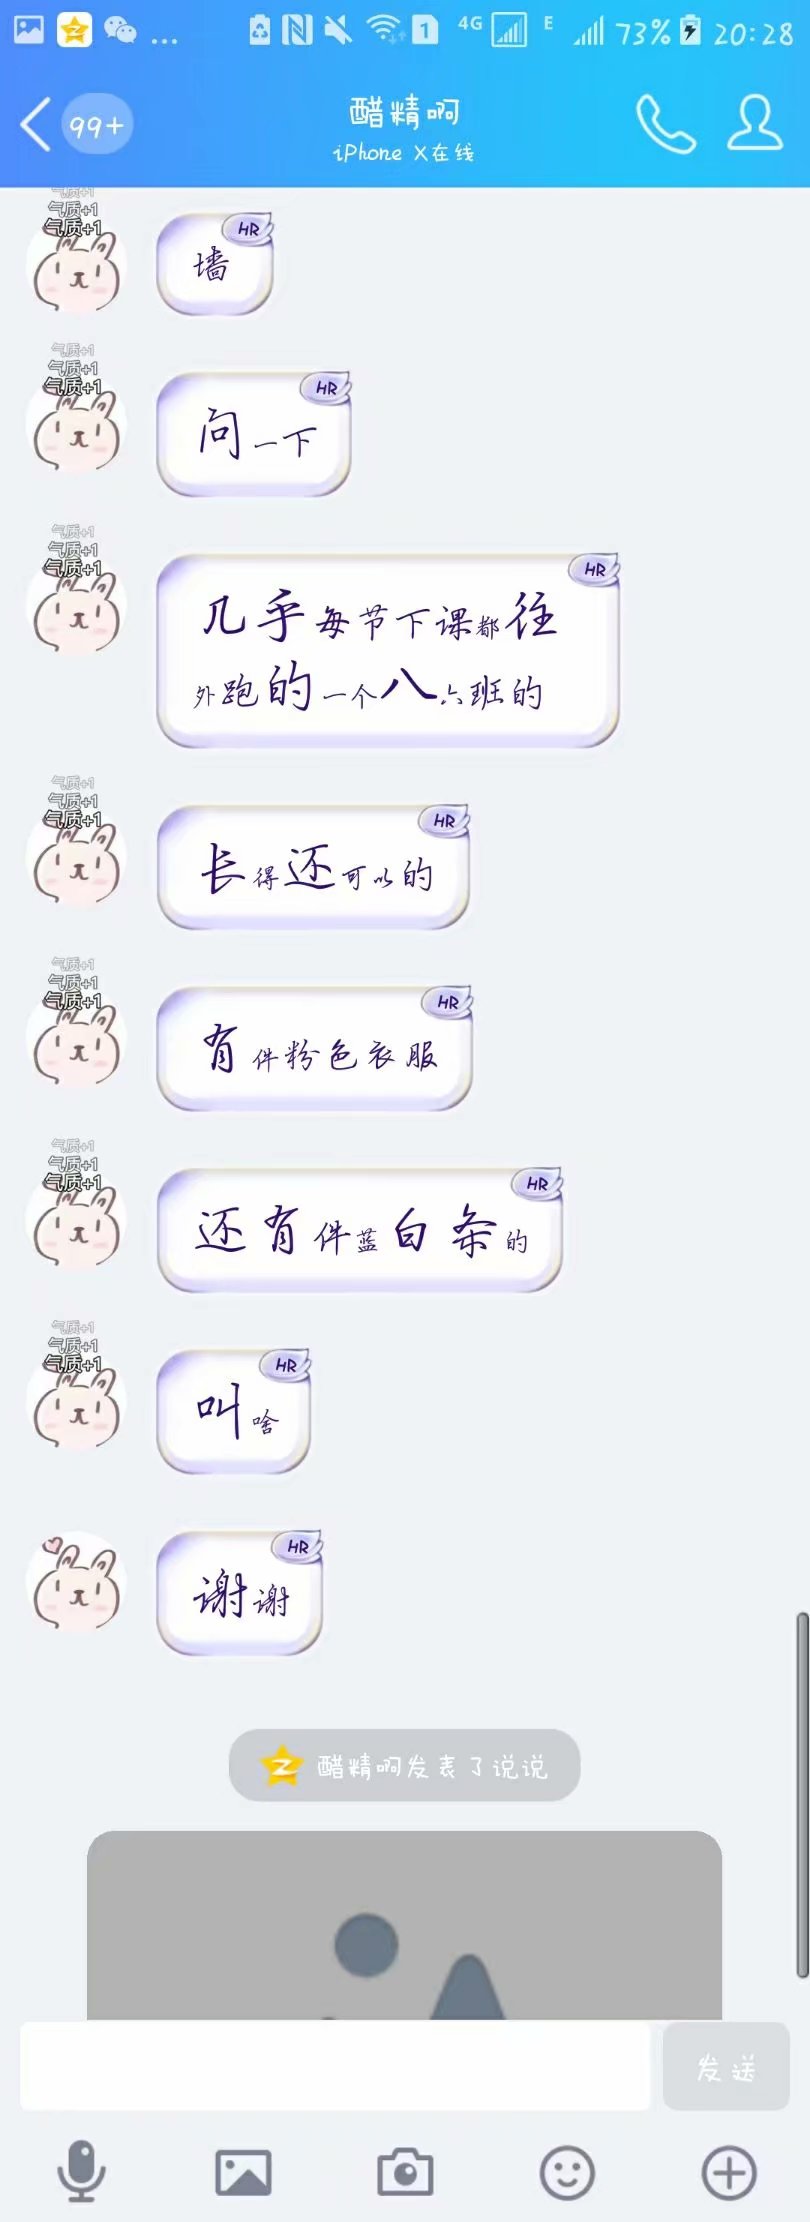 4G
1
E
73%
20:28
99+
醋精啊
iPhone X在线
气质+1
气质+1
气质+1
HR
墙
气质+1
气质+1
气质+1
HR
问一下
气质+1
气质+1
气质+1
HR
几乎每节下课都往
外跑的一个八六班的
气质+1
气质+1
气质+1
HR
长得还可以的
气质+1
气质+1
气质+1
HR
有件粉色衣服
气质+1
气质+1
气质+1
HR
还有件蓝白条的
气质+1
气质+1
气质+1
HR
叫啥
HR
谢谢
醋精啊发表了说说
发送